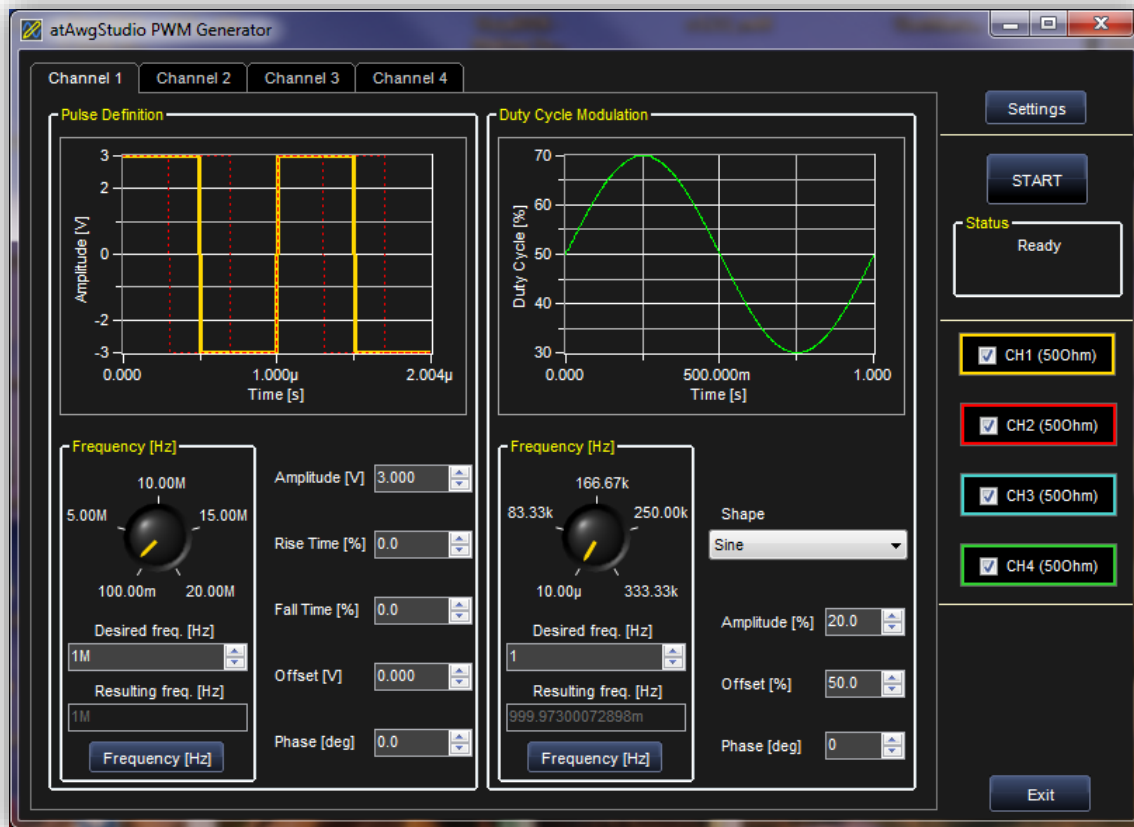 atAwgStudio PWM Generator
Channel 1 Channel 2 Channel 3 Channel 4
Pulse Definition
3
2
0
-2
-3
Amplitude [V]
0.000 1.000µ 2.004µ
Time [s]
Frequency [Hz]
10.00M
5.00M 15.00M
100.00m 20.00M
Desired freq. [Hz]
1M
Resulting freq. [Hz]
1M
Frequency [Hz]
Amplitude [V] 3.000
Rise Time [%] 0.0
Fall Time [%] 0.0
Offset [V] 0.000
Phase [deg] 0.0
Duty Cycle Modulation
70
60
50
40
30
Duty Cycle [%]
0.000 500.000m 1.000
Time [s]
Frequency [Hz]
166.67k
83.33k 250.00k
10.00µ 333.33k
Desired freq. [Hz]
1
Resulting freq. [Hz]
999.97300072898m
Frequency [Hz]
Shape
Sine
Amplitude [%] 20.0
Offset [%] 50.0
Phase [deg] 0
Settings
START
Status
Ready
CH1 (50Ohm)
CH2 (50Ohm)
CH3 (50Ohm)
CH4 (50Ohm)
Exit